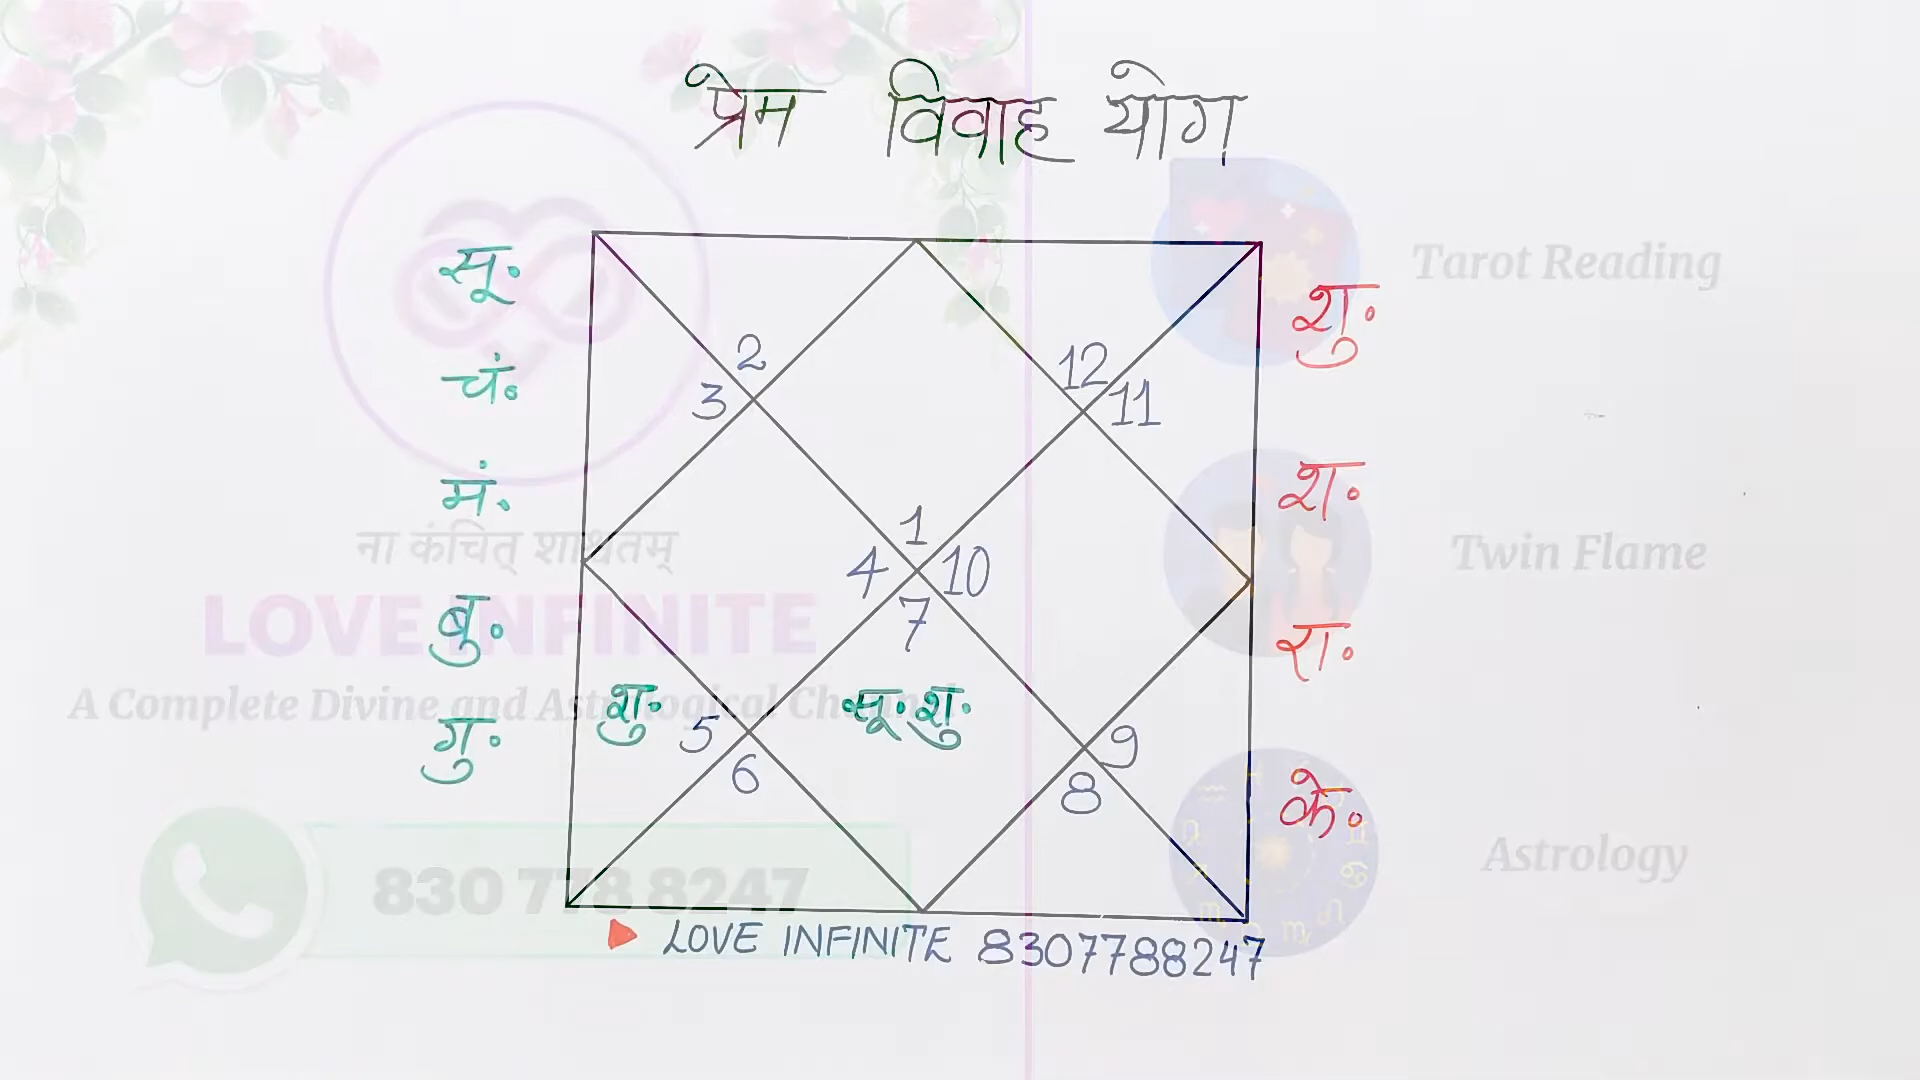 प्रेम विवाह योग
सू.
चं.
मं.
बु.
गु.
शु.
श.
रा.
के.
2
3
12
11
1
4
10
7
5
6
8
9
शु.
सू. शु.
LOVE INFINITE 8307788247
ना कंचित् शाश्वतम्
LOVE INFINITE
A Complete Divine and Astrological Channel
830 778 8247
Tarot Reading
Twin Flame
Astrology